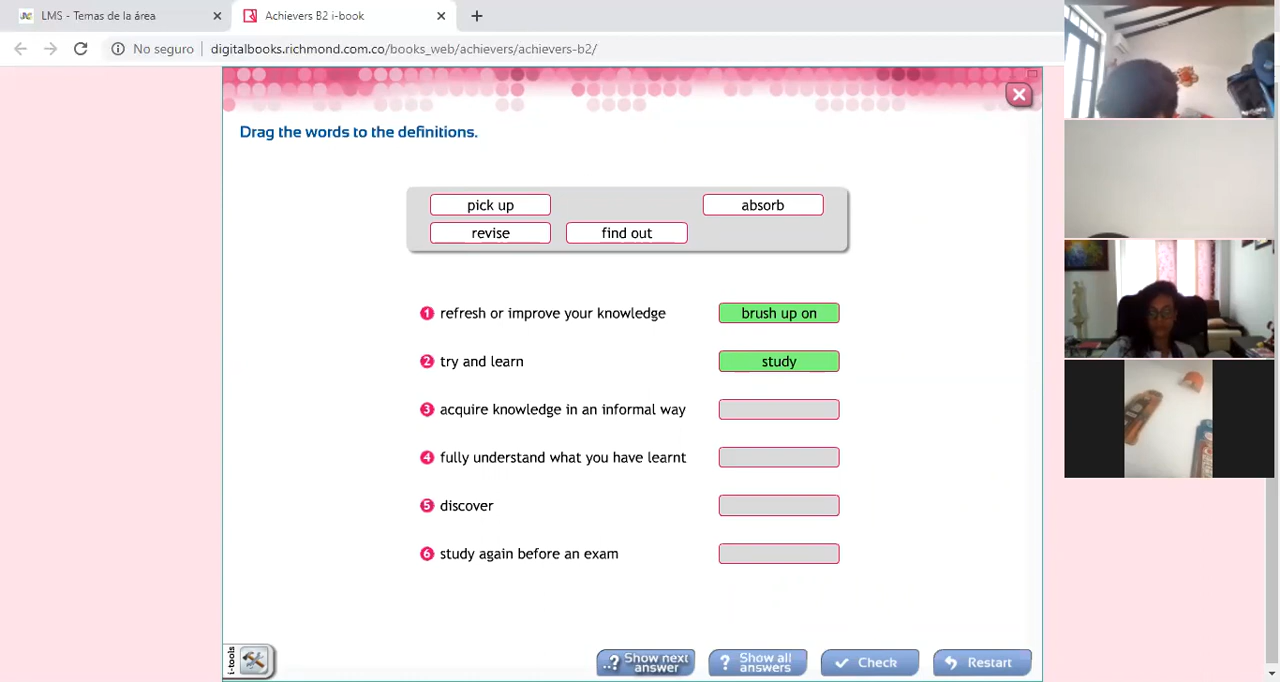 LMS - Temas de la área
Achievers B2 i-book
No seguro digitalbooks.richmond.com.co/books_web/achievers/achievers-b2/
Drag the words to the definitions.
pick up absorb
revise find out
1 refresh or improve your knowledge brush up on
2 try and learn study
3 acquire knowledge in an informal way
4 fully understand what you have learnt
5 discover
6 study again before an exam
i-tools
..? Show next
answer
? Show all
answers
Check
Restart